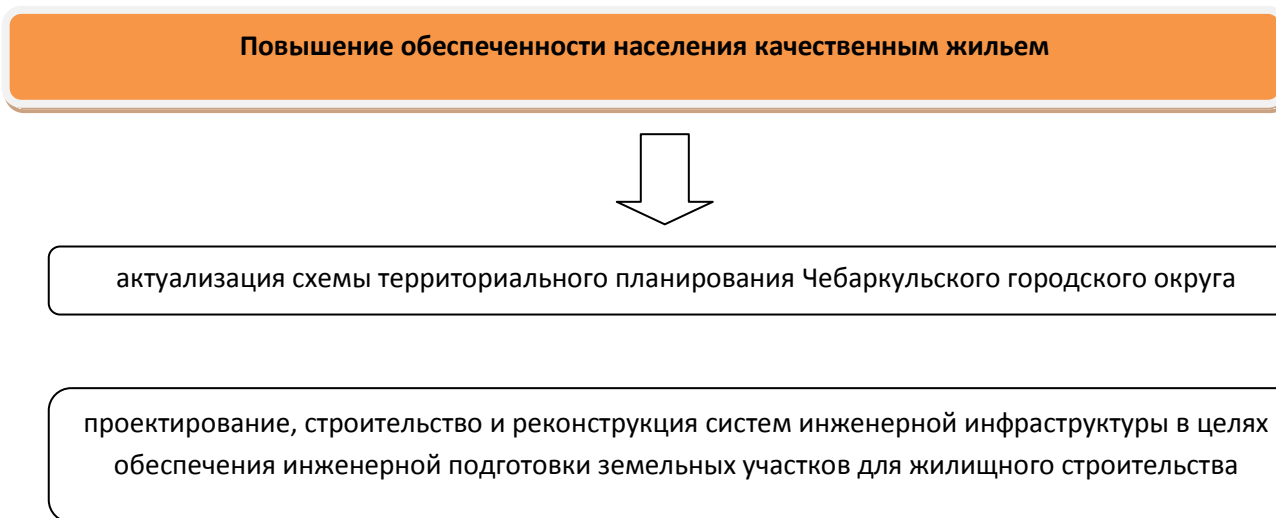 Повышение обеспеченности населения качественным жильем
актуализация схемы территориального планирования Чебаркульского городского округа
проектирование, строительство и реконструкция систем инженерной инфраструктуры в целях
обеспечения инженерной подготовки земельных участков для жилищного строительства